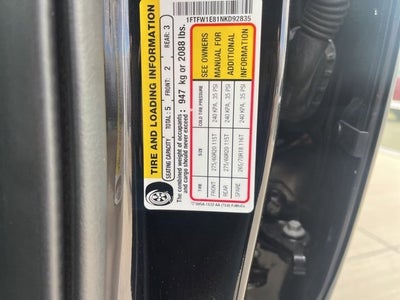 1FTFW1E81NKD92835
TIRE AND LOADING INFORMATION
SEATING CAPACITY TOTAL: 5 FRONT: 2 REAR: 3
The combined weight of occupants
and cargo should never exceed: 947 kg or 2088 lbs.
TIRE SIZE COLD TIRE PRESSURE
FRONT 275/60R20 115T 240 KPA, 35 PSI
REAR 275/60R20 115T 240 KPA, 35 PSI
SPARE 265/70R18 116T 240 KPA, 35 PSI
SEE OWNERS
MANUAL FOR
ADDITIONAL
INFORMATION